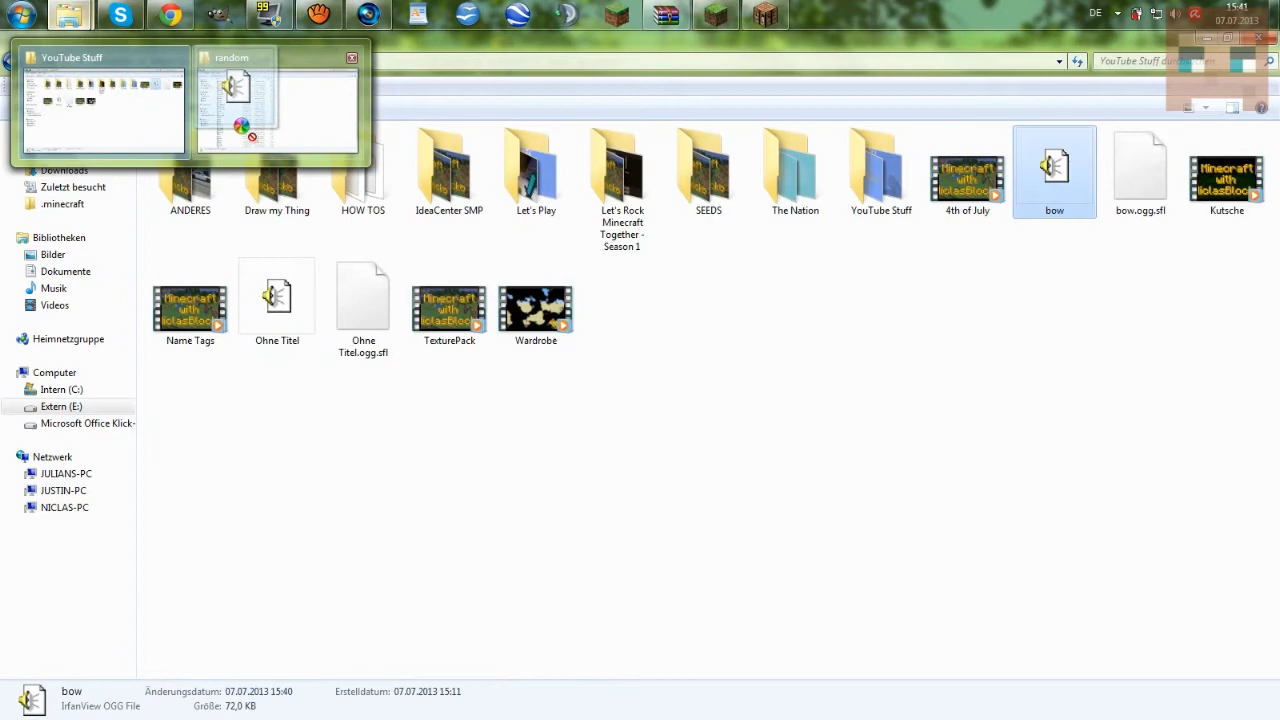 99
DE
15:41
07.07.2013
YouTube Stuff
random
YouTube Stuff durchsuchen
Downloads
Zuletzt besucht
.minecraft
Bibliotheken
Bilder
Dokumente
Musik
Videos
Heimnetzgruppe
Computer
Intern (C:)
Extern (E:)
Microsoft Office Klick-
Netzwerk
JULIANS-PC
JUSTIN-PC
NICLAS-PC
ANDERES
Draw my Thing
HOW TOS
IdeaCenter SMP
Let's Play
Let's Rock
Minecraft
Together -
Season 1
SEEDS
The Nation
YouTube Stuff
4th of July
bow
bow.ogg.sfl
Kutsche
Name Tags
Ohne Titel
Ohne
Titel.ogg.sfl
TexturePack
Wardrobe
bow
Änderungsdatum: 07.07.2013 15:40
Erstelldatum: 07.07.2013 15:11
IrfanView OGG File
Größe: 72,0 KB